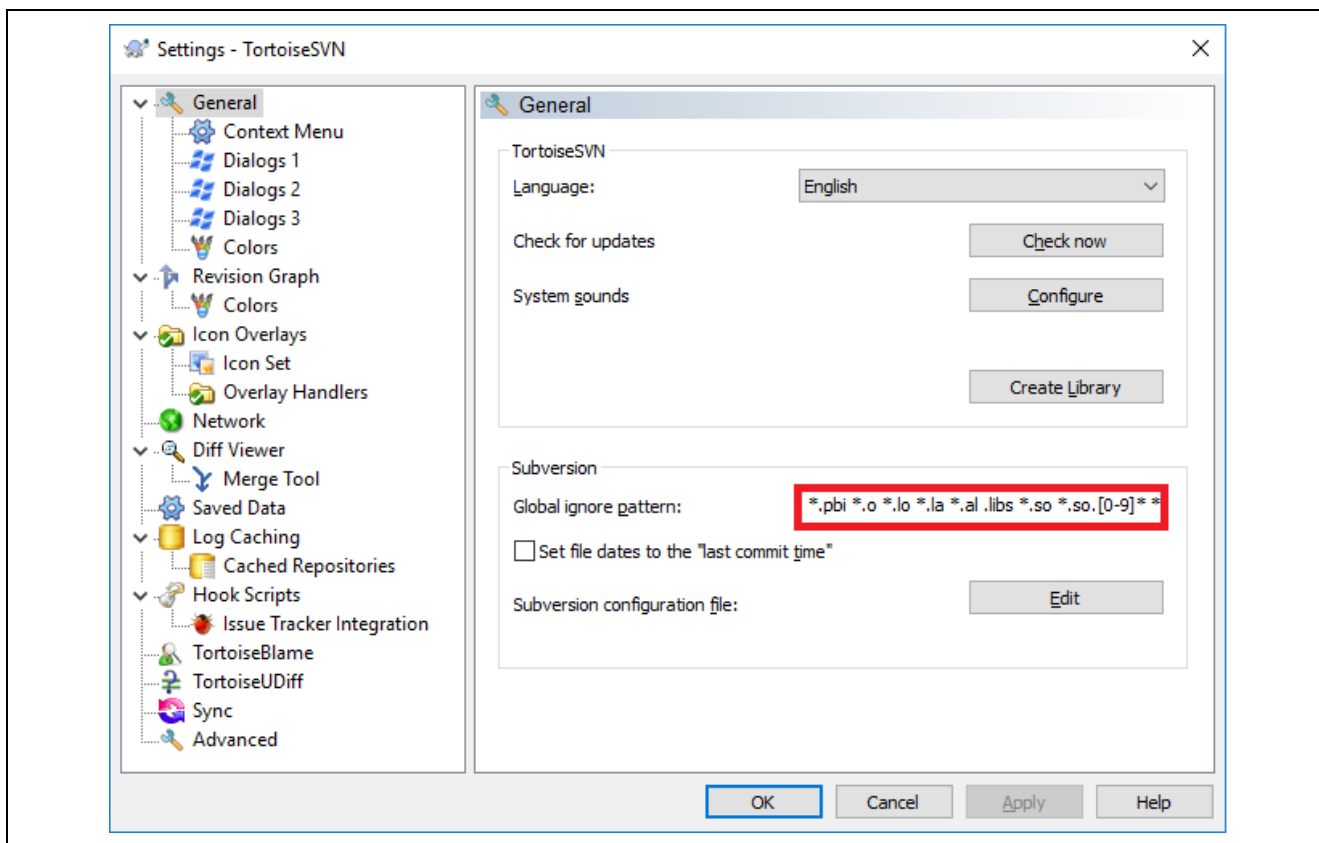 Settings - TortoiseSVN
General
Context Menu
Dialogs 1
Dialogs 2
Dialogs 3
Colors
Revision Graph
Colors
Icon Overlays
Icon Set
Overlay Handlers
Network
Diff Viewer
Merge Tool
Saved Data
Log Caching
Cached Repositories
Hook Scripts
Issue Tracker Integration
TortoiseBlame
TortoiseUDiff
Sync
Advanced
General
TortoiseSVN
Language: English
Check for updates Check now
System sounds Configure
Create Library
Subversion
Global ignore pattern: *.pbi *.o *.lo *.la *.al .libs *.so *.so.[0-9]* *
Set file dates to the "last commit time"
Subversion configuration file: Edit
OK Cancel Apply Help